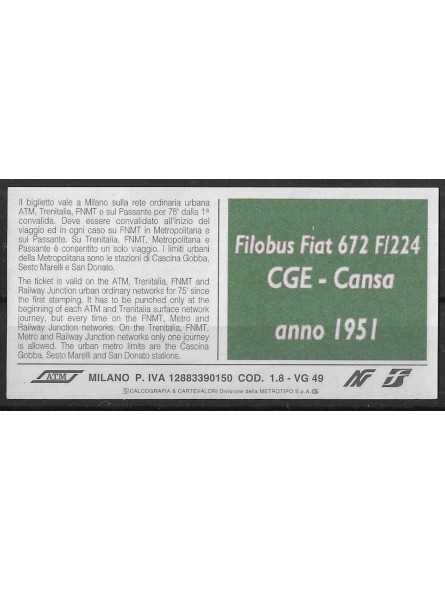 Il biglietto vale a Milano sulla rete ordinaria urbana
ATM, Trenitalia, FNMT e sul Passante per 76' dalla 1ª
convalida. Deve essere convalidato all'inizio del
viaggio ed in ogni caso su FNMT in Metropolitana e
sul Passante. Su Trenitalia, FNMT, Metropolitana e
Passante è consentito un solo viaggio. I limiti urbani
della Metropolitana sono le stazioni di Cascina Gobba,
Sesto Marelli e San Donato.
The ticket is valid on the ATM, Trenitalia, FNMT and
Railway Junction urban ordinary networks for 75' since
the first stamping. It has to be punched only at the
beginning of each ATM and Trenitalia surface network
journey, but every time on the FNMT, Metro and
Railway Junction networks. On the Trenitalia, FNMT,
Metro and Railway Junction networks only one journey
is allowed. The urban metro limits are the Cascina
Gobba, Sesto Marelli and San Donato stations.
Filobus Fiat 672 F/224
CGE - Cansa
anno 1951
ATM MILANO P. IVA 12883390150 COD. 1.8 - VG 49
©CALCOGRAFIA & CARTEVALORI Divisione della METROTIPO S.p.A.